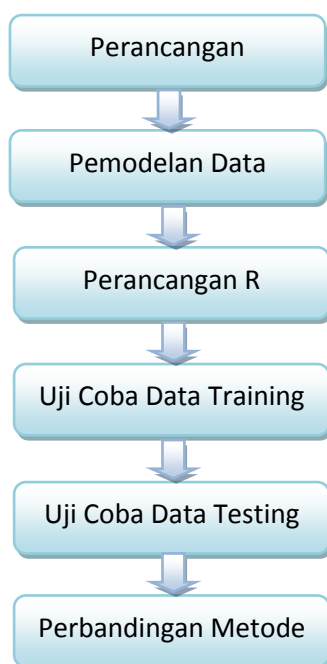 Perancangan
Pemodelan Data
Perancangan R
Uji Coba Data Training
Uji Coba Data Testing
Perbandingan Metode